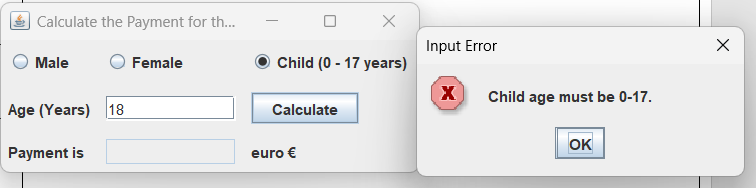 Calculate the Payment for th...
Male Female Child (0 - 17 years)
Age (Years) 18 Calculate
Payment is euro €
Input Error
X
Child age must be 0-17.
OK